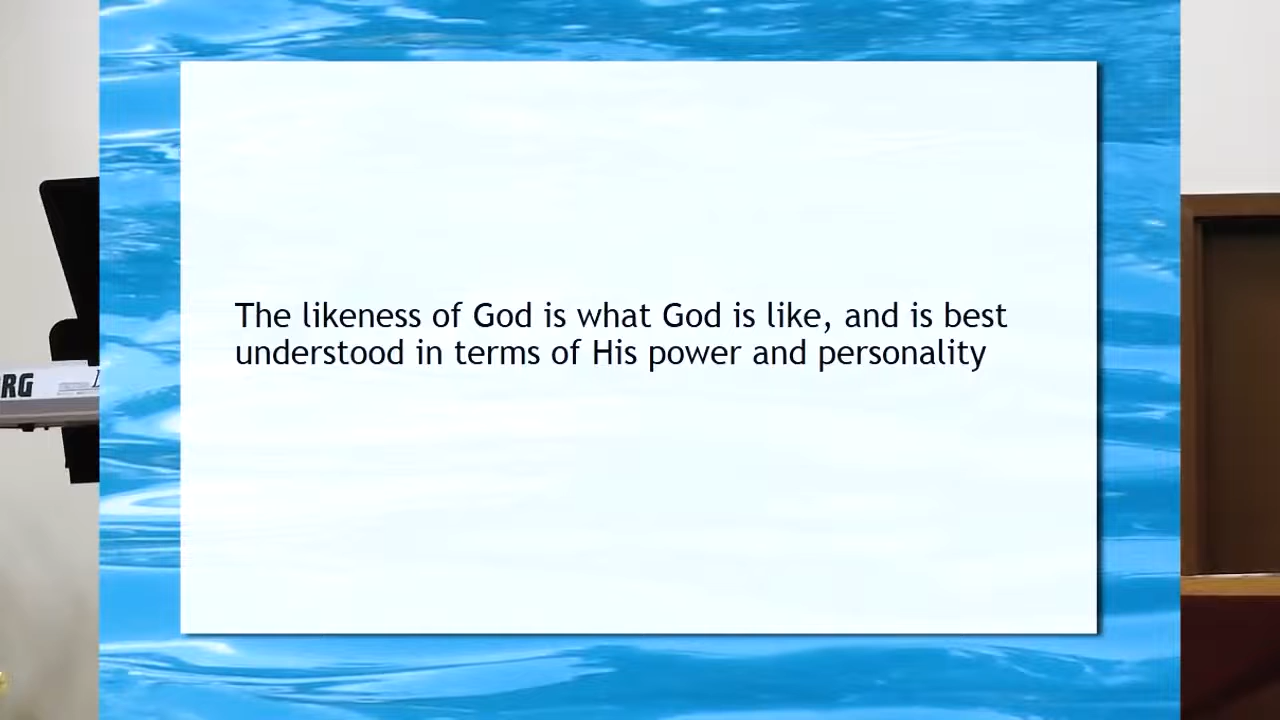 The likeness of God is what God is like, and is best
understood in terms of His power and personality
RG